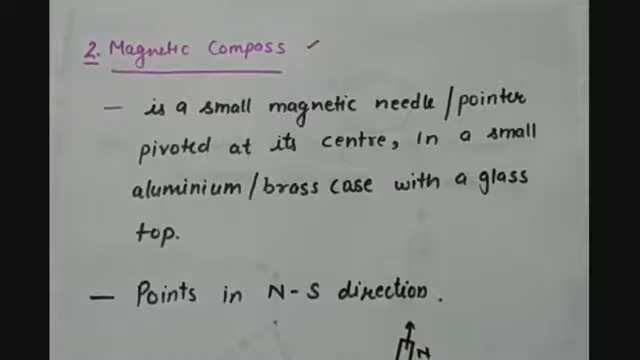 2. Magnetic Compass ✓
— is a small magnetic needle/pointer
pivoted at its centre, in a small
aluminium/brass case with a glass
top.
— Points in N-S direction.
N